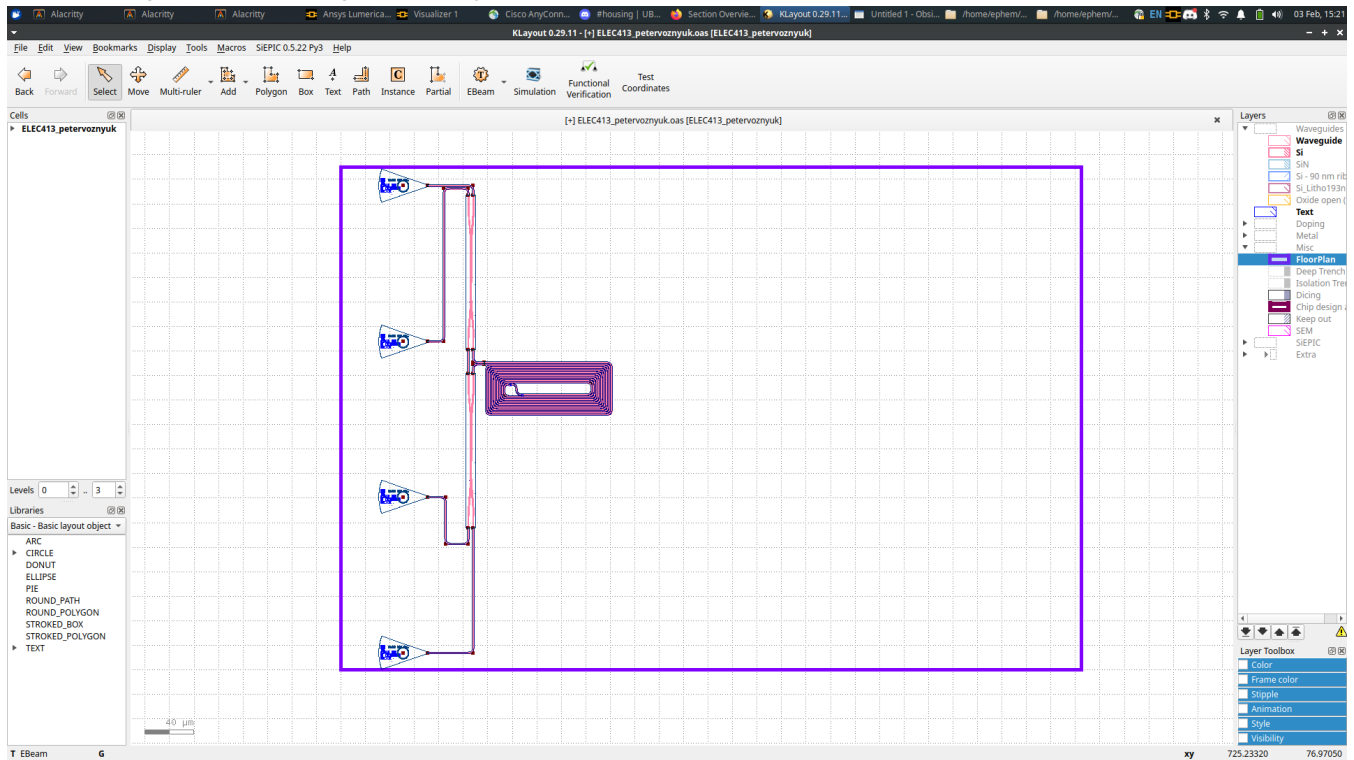 Alacritty
Alacritty
Alacritty
Ansys Lumerica...
Visualizer 1
Cisco AnyConn...
#housing | UB...
Section Overvie...
KLayout 0.29.11...
Untitled 1 - Obsi...
/home/ephem/...
/home/ephem/...
EN
03 Feb, 15:21
KLayout 0.29.11 - [+] ELEC413_petervoznyuk.oas [ELEC413_petervoznyuk]
File Edit View Bookmarks Display Tools Macros SiEPIC 0.5.22 Py3 Help
Back Forward Select Move Multi-ruler Add Polygon Box Text Path Instance Partial EBeam Simulation Functional Verification Test Coordinates
Cells
ELEC413_petervoznyuk
[+] ELEC413_petervoznyuk.oas [ELEC413_petervoznyuk]
40 µm
Levels 0 .. 3
Libraries
Basic - Basic layout object
ARC
CIRCLE
DONUT
ELLIPSE
PIE
ROUND_PATH
ROUND_POLYGON
STROKED_BOX
STROKED_POLYGON
TEXT
Layers
Waveguides
Waveguide
Si
SiN
Si - 90 nm rib
Si_Litho193n
Oxide open (
Text
Doping
Metal
Misc
FloorPlan
Deep Trench
Isolation Tre
Dicing
Chip design a
Keep out
SEM
SiEPIC
Extra
Layer Toolbox
Color
Frame color
Stipple
Animation
Style
Visibility
T EBeam G xy 725.23320 76.97050